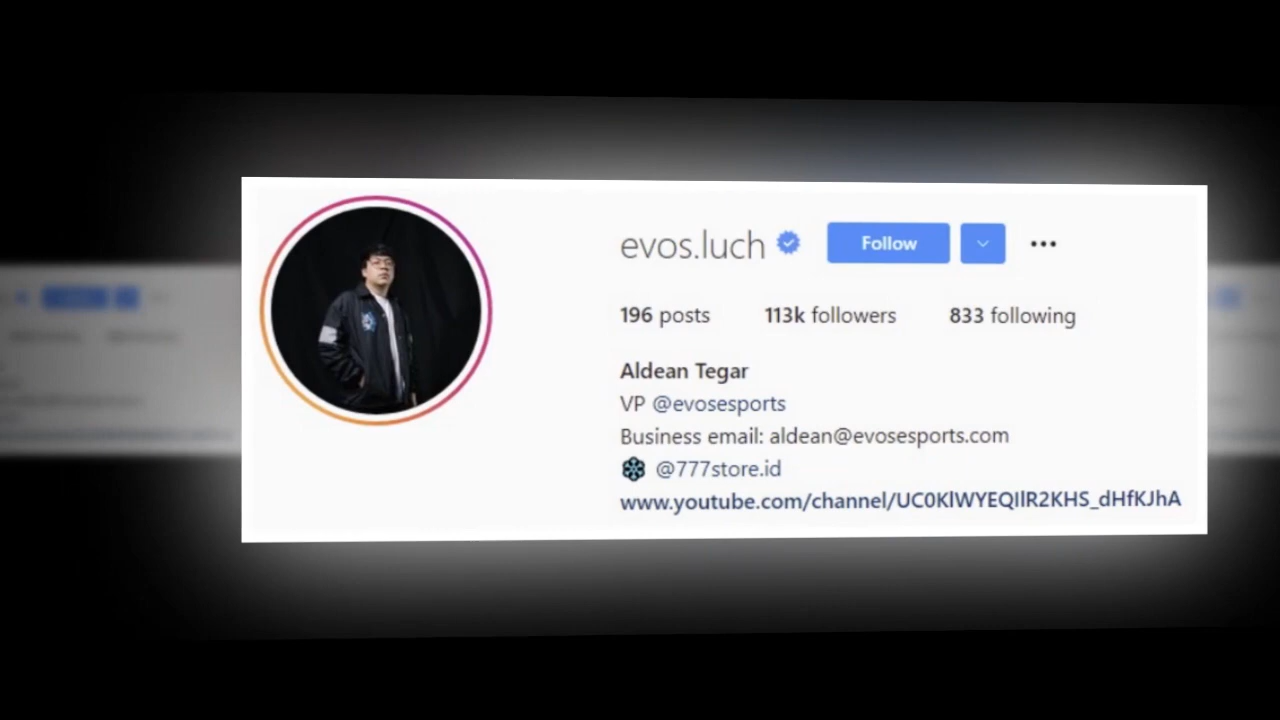 evos.luch Follow
196 posts 113k followers 833 following
Aldean Tegar
VP @evosesports
Business email: aldean@evosesports.com
@777store.id
www.youtube.com/channel/UC0KlWYEQIlR2KHS_dHfKJhA